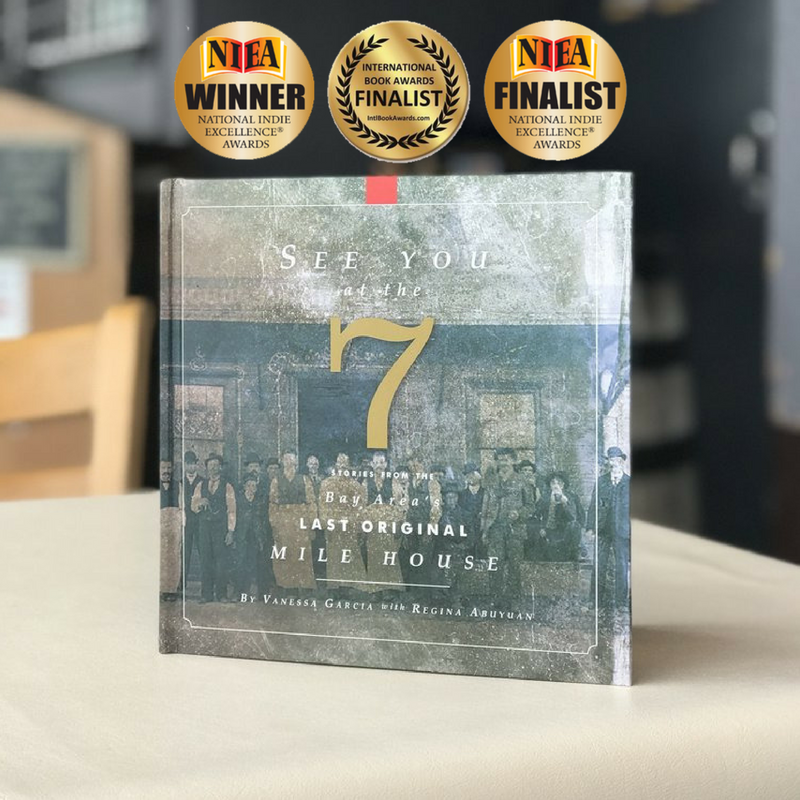 NIEA
WINNER
NATIONAL INDIE
EXCELLENCE®
AWARDS
INTERNATIONAL
BOOK AWARDS
FINALIST
IntlBookAwards.com
NIEA
FINALIST
NATIONAL INDIE
EXCELLENCE®
AWARDS
SEE YOU
at the
7
STORIES FROM THE
Bay Area's
LAST ORIGINAL
MILE HOUSE
BY VANESSA GARCIA with REGINA ABUYUAN